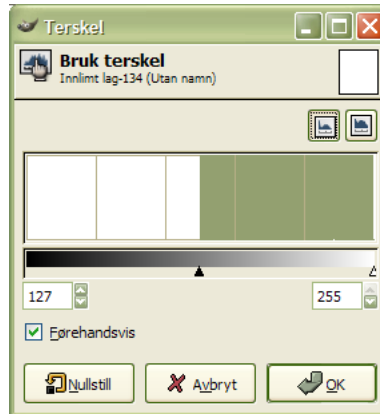 Terskel
Bruk terskel
Innlimt lag-134 (Utan namn)
127
255
Førehandsvis
Nullstill
Avbryt
OK